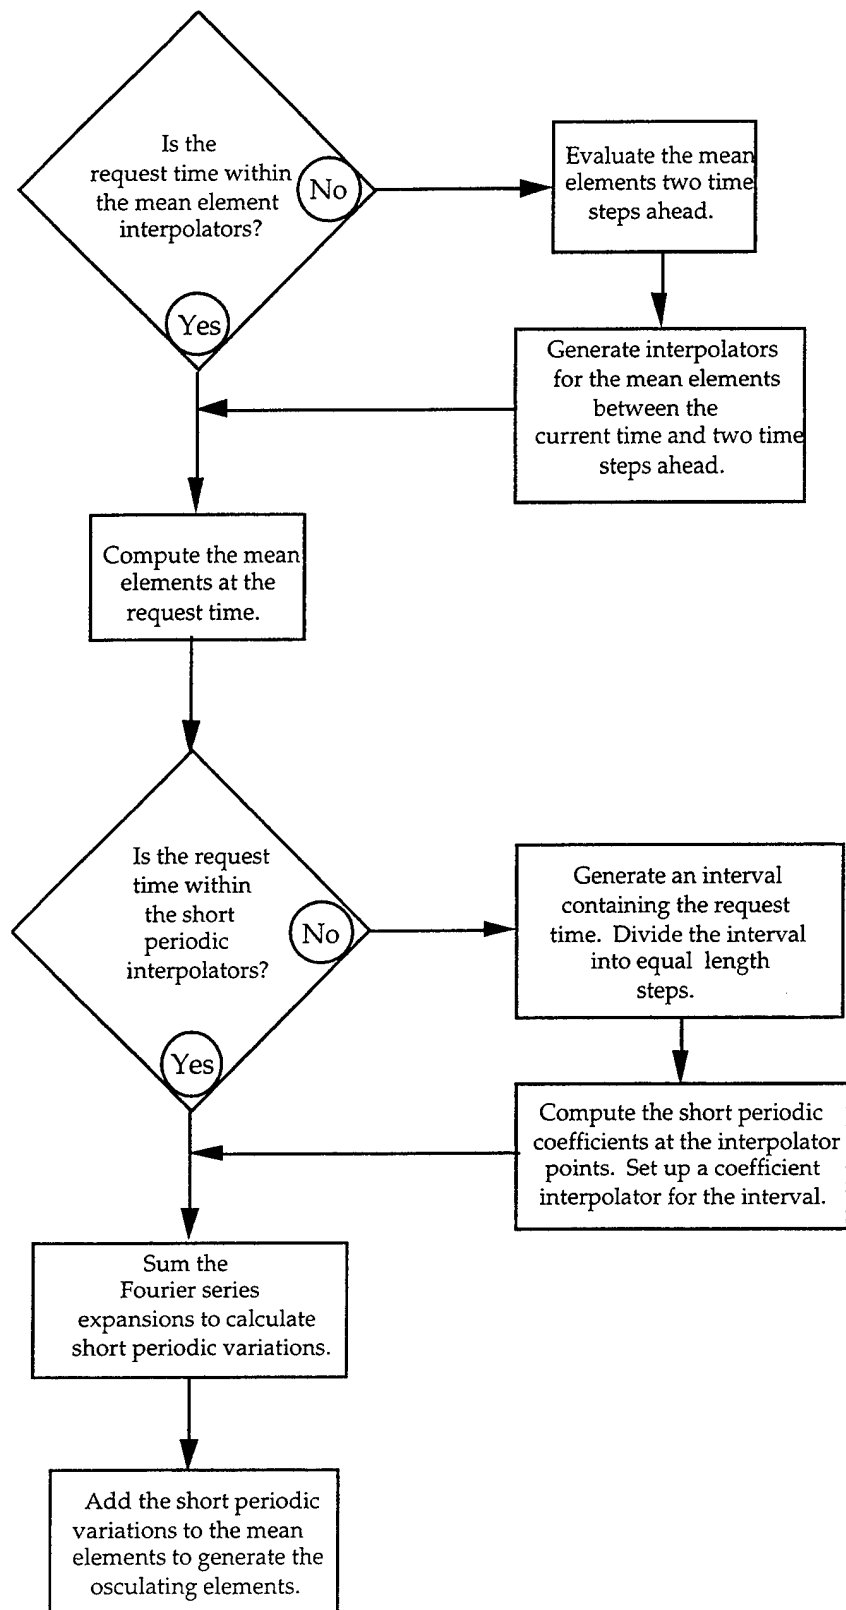 Is the
request time within
the mean element
interpolators?
No
Yes
Evaluate the mean
elements two time
steps ahead.
Generate interpolators
for the mean elements
between the
current time and two time
steps ahead.
Compute the mean
elements at the
request time.
Is the request
time within
the short
periodic
interpolators?
No
Yes
Generate an interval
containing the request
time. Divide the interval
into equal length
steps.
Compute the short periodic
coefficients at the interpolator
points. Set up a coefficient
interpolator for the interval.
Sum the
Fourier series
expansions to calculate
short periodic variations.
Add the short periodic
variations to the mean
elements to generate the
osculating elements.